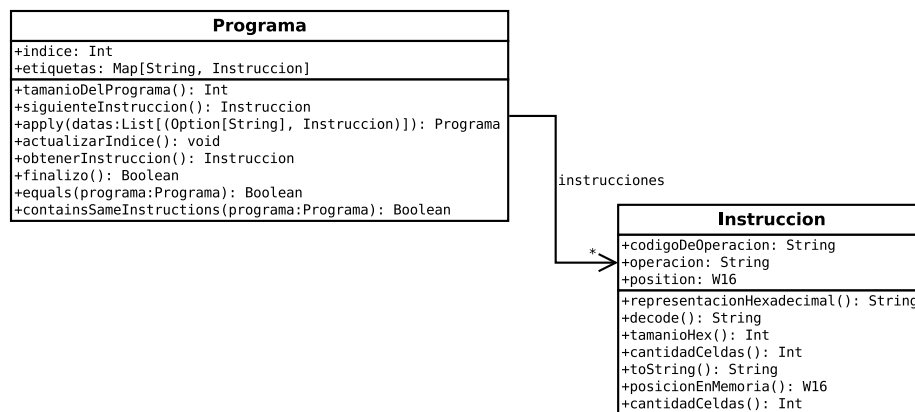 Programa
+indice: Int
+etiquetas: Map[String, Instruccion]
+tamanioDelPrograma(): Int
+siguienteInstruccion(): Instruccion
+apply(datas:List[(Option[String], Instruccion)]): Programa
+actualizarIndice(): void
+obtenerInstruccion(): Instruccion
+finalizo(): Boolean
+equals(programa:Programa): Boolean
+containsSameInstructions(programa:Programa): Boolean
instrucciones
*
Instruccion
+codigoDeOperacion: String
+operacion: String
+position: W16
+representacionHexadecimal(): String
+decode(): String
+tamanioHex(): Int
+cantidadCeldas(): Int
+toString(): String
+posicionEnMemoria(): W16
+cantidadCeldas(): Int